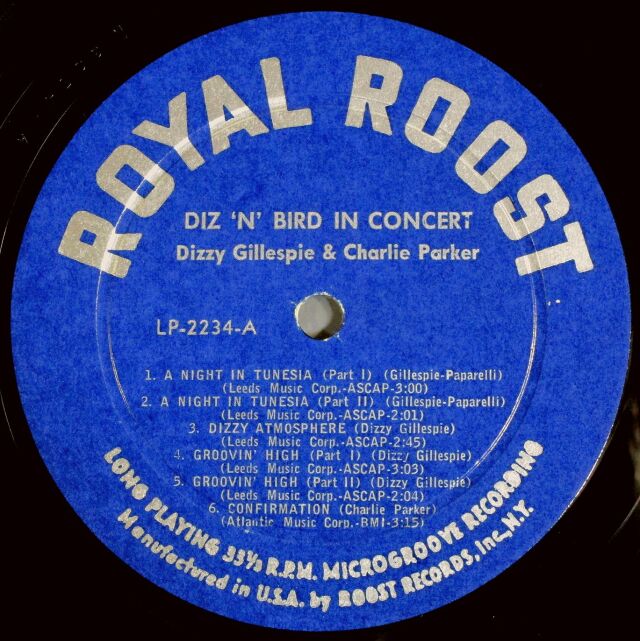 ROYAL ROOST
DIZ 'N' BIRD IN CONCERT
Dizzy Gillespie & Charlie Parker
LP-2234-A
1. A NIGHT IN TUNESIA (Part I) (Gillespie-Paparelli)
(Leeds Music Corp.-ASCAP-3:00)
2. A NIGHT IN TUNESIA (Part II) (Gillespie-Paparelli)
(Leeds Music Corp.-ASCAP-2:01)
3. DIZZY ATMOSPHERE (Dizzy Gillespie)
(Leeds Music Corp.-ASCAP-2:45)
4. GROOVIN' HIGH (Part I) (Dizzy Gillespie)
(Leeds Music Corp.-ASCAP-3:03)
5. GROOVIN' HIGH (Part II) (Dizzy Gillespie)
(Leeds Music Corp.-ASCAP-2:04)
6. CONFIRMATION (Charlie Parker)
(Atlantic Music Corp.-BMI-3:15)
LONG PLAYING 33⅓ R.P.M. MICROGROOVE RECORDING
Manufactured in U.S.A. by ROOST RECORDS, Inc., N.Y.